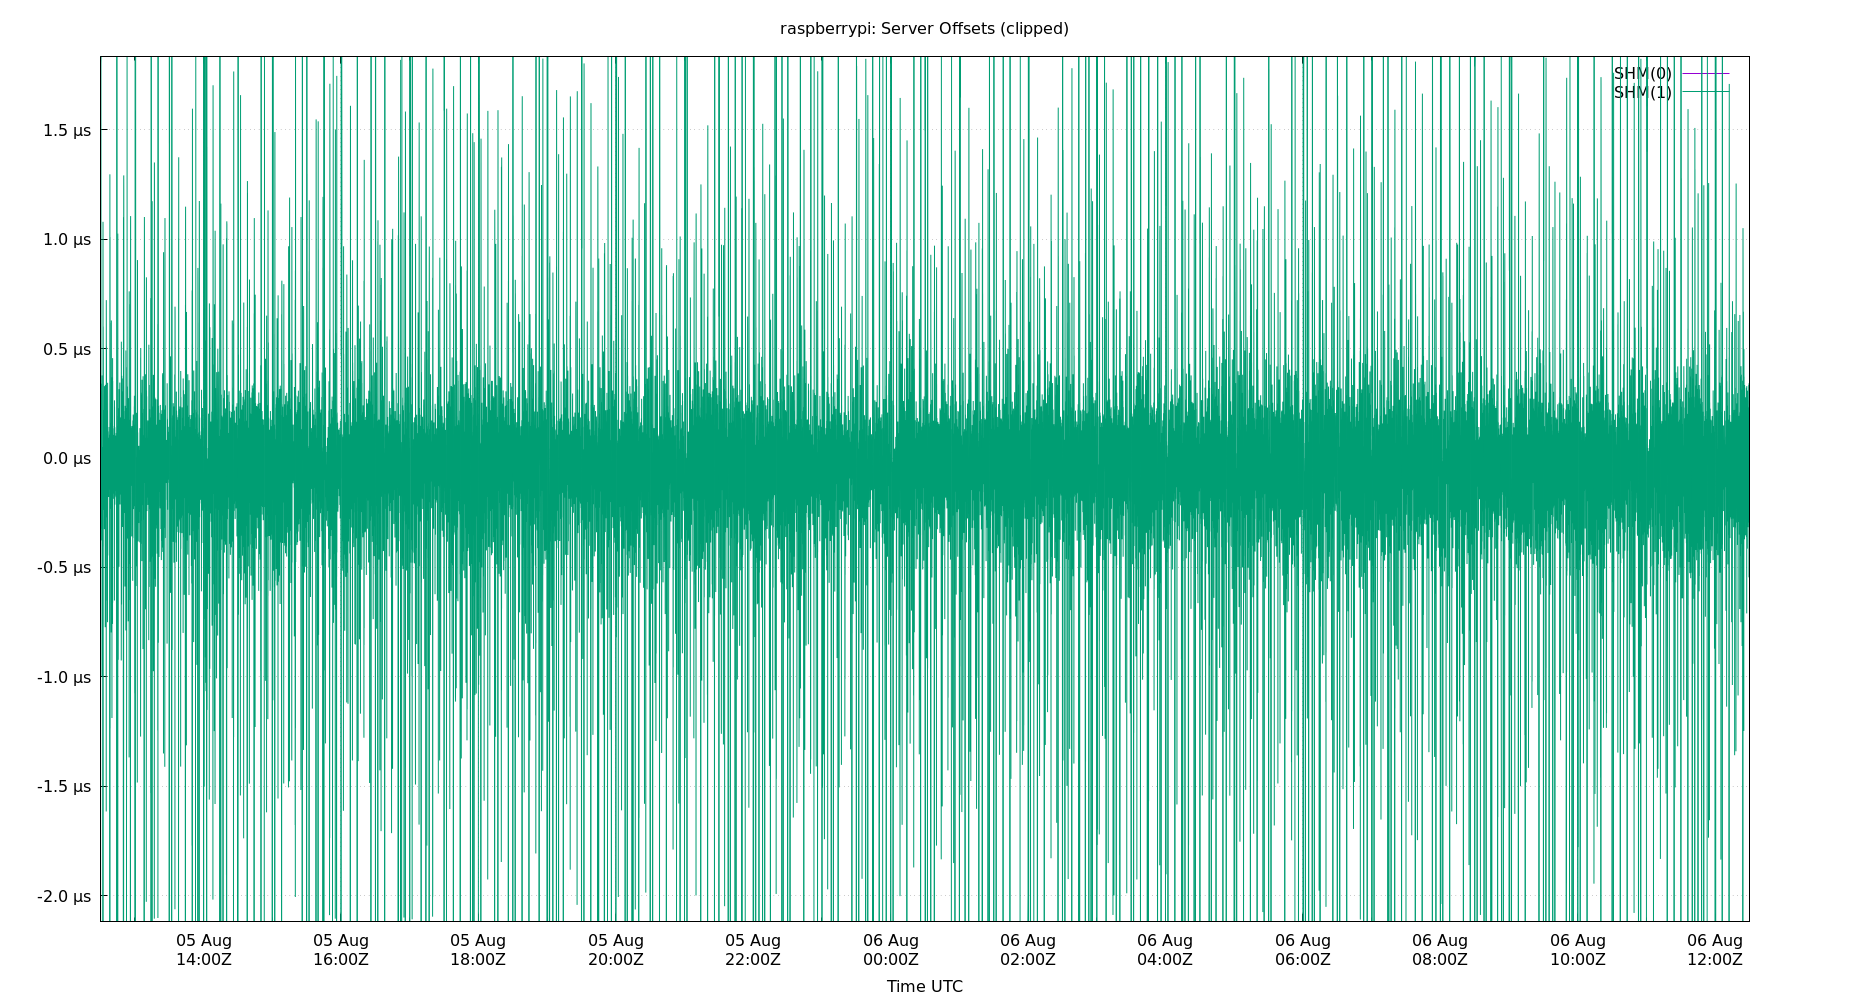 raspberrypi: Server Offsets (clipped)
SHM(0)
SHM(1)
1.5 µs
1.0 µs
0.5 µs
0.0 µs
-0.5 µs
-1.0 µs
-1.5 µs
-2.0 µs
05 Aug 05 Aug 05 Aug 05 Aug 05 Aug 06 Aug 06 Aug 06 Aug 06 Aug 06 Aug 06 Aug 06 Aug
14:00Z 16:00Z 18:00Z 20:00Z 22:00Z 00:00Z 02:00Z 04:00Z 06:00Z 08:00Z 10:00Z 12:00Z
Time UTC